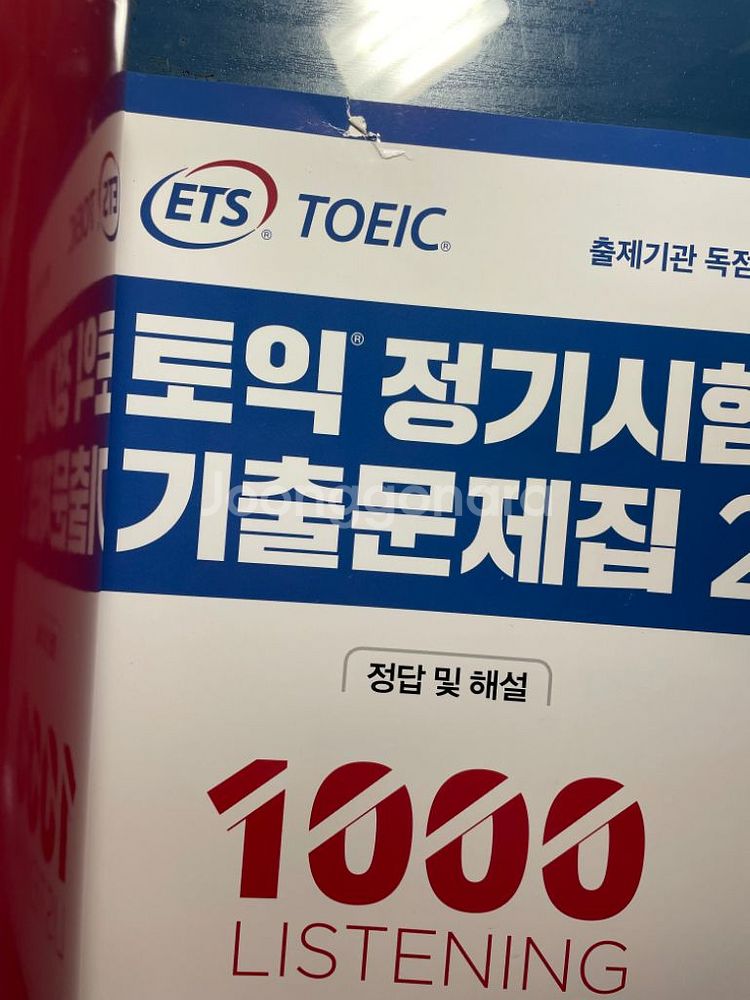 ETS® TOEIC®
출제기관 독점
토익® 정기시험
기출문제집 2
Joonggonara
정답 및 해설
1000
LISTENING